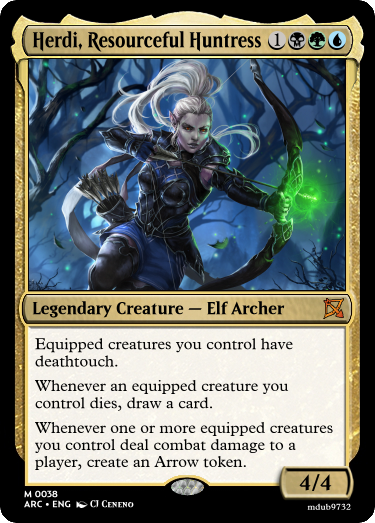 Herdi, Resourceful Huntress 1
Legendary Creature — Elf Archer
Equipped creatures you control have
deathtouch.
Whenever an equipped creature you
control dies, draw a card.
Whenever one or more equipped creatures
you control deal combat damage to a
player, create an Arrow token.
4/4
M 0038
ARC • ENG CJ Ceneno
mdub9732